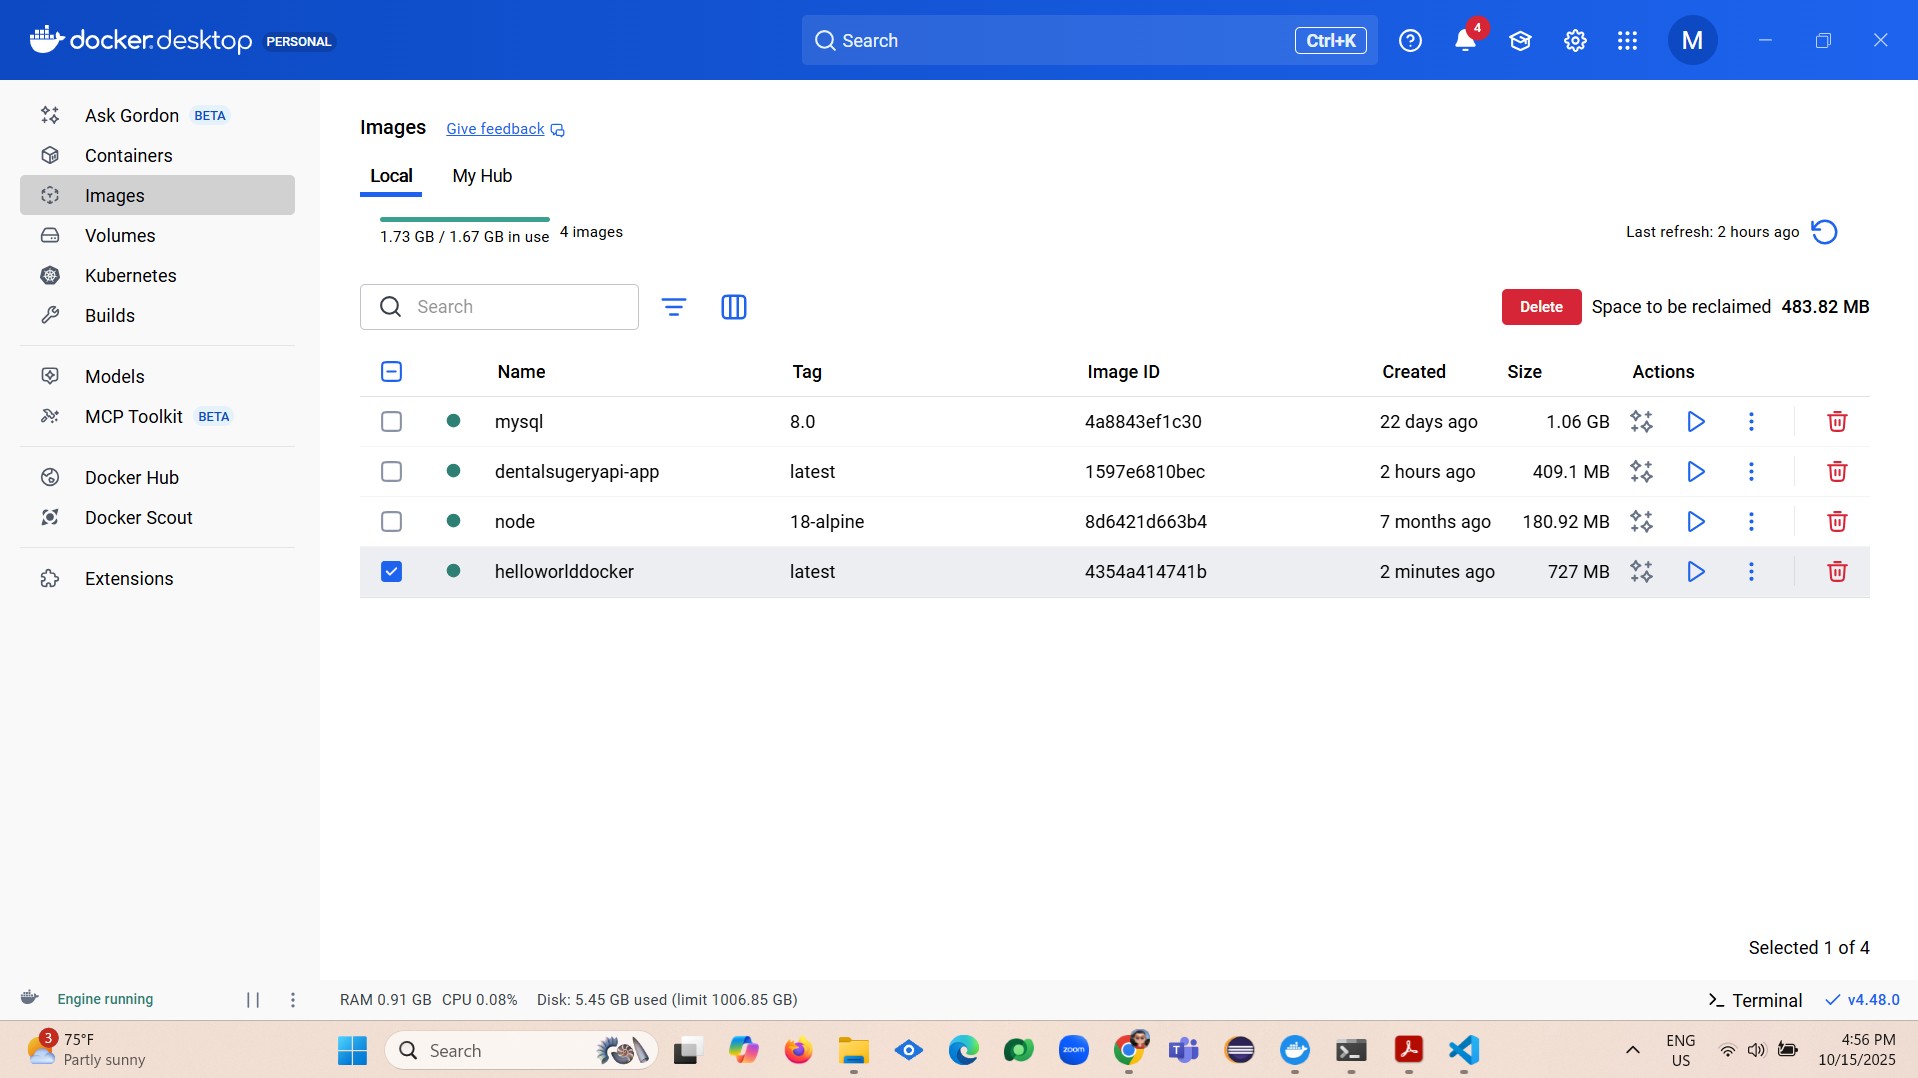 docker.desktop PERSONAL
Search Ctrl+K
4
M
Ask Gordon BETA
Containers
Images
Volumes
Kubernetes
Builds
Models
MCP Toolkit BETA
Docker Hub
Docker Scout
Extensions
Images Give feedback
Local My Hub
1.73 GB / 1.67 GB in use 4 images
Last refresh: 2 hours ago
Search
Delete Space to be reclaimed 483.82 MB
Name Tag Image ID Created Size Actions
mysql 8.0 4a8843ef1c30 22 days ago 1.06 GB
dentalsugeryapi-app latest 1597e6810bec 2 hours ago 409.1 MB
node 18-alpine 8d6421d663b4 7 months ago 180.92 MB
helloworlddocker latest 4354a414741b 2 minutes ago 727 MB
Selected 1 of 4
Engine running
RAM 0.91 GB CPU 0.08% Disk: 5.45 GB used (limit 1006.85 GB)
Terminal v4.48.0
3
75°F
Partly sunny
Search
zoom
ENG
US
4:56 PM
10/15/2025